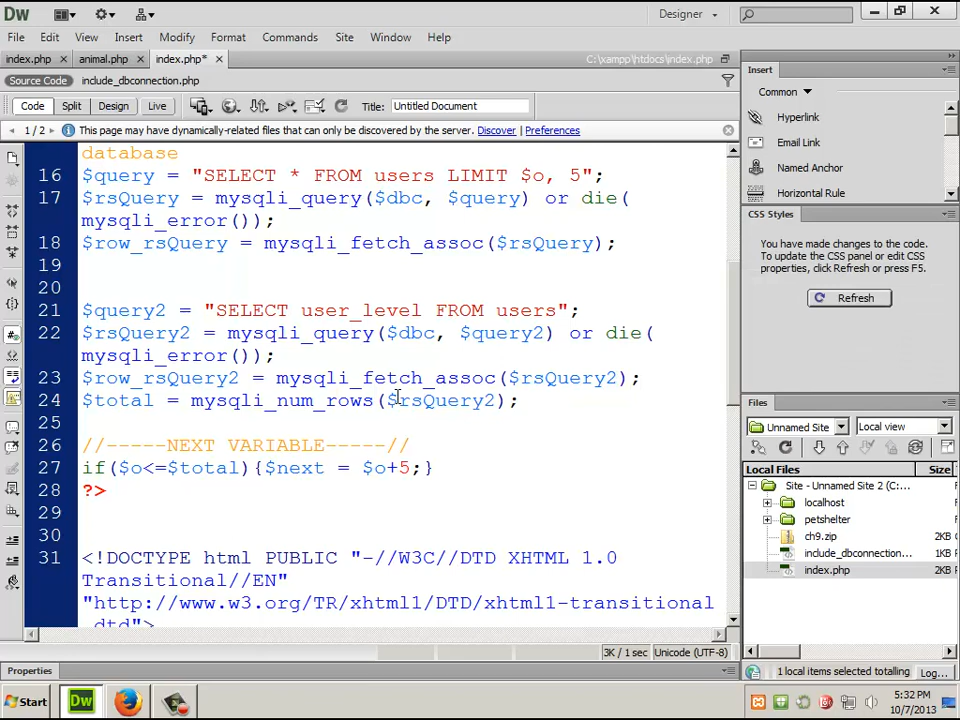 Dw
Designer
File Edit View Insert Modify Format Commands Site Window Help
index.php animal.php index.php* C:\xampp\htdocs\index.php
Source Code include_dbconnection.php
Code Split Design Live Title: Untitled Document
1 / 2 This page may have dynamically-related files that can only be discovered by the server. Discover | Preferences
database
16 $query = "SELECT * FROM users LIMIT $o, 5";
17 $rsQuery = mysqli_query($dbc, $query) or die(
mysqli_error());
18 $row_rsQuery = mysqli_fetch_assoc($rsQuery);
19
20
21 $query2 = "SELECT user_level FROM users";
22 $rsQuery2 = mysqli_query($dbc, $query2) or die(
mysqli_error());
23 $row_rsQuery2 = mysqli_fetch_assoc($rsQuery2);
24 $total = mysqli_num_rows($rsQuery2);
25
26 //-----NEXT VARIABLE-----//
27 if($o<=$total){$next = $o+5;}
28 ?>
29
30
31 <!DOCTYPE html PUBLIC "-//W3C//DTD XHTML 1.0
Transitional//EN"
"http://www.w3.org/TR/xhtml1/DTD/xhtml1-transitional
.dtd">
3K / 1 sec Unicode (UTF-8)
Properties
Insert
Common
Hyperlink
Email Link
Named Anchor
Horizontal Rule
CSS Styles
You have made changes to the code.
To update the CSS panel or edit CSS
properties, click Refresh or press F5.
Refresh
Files
Unnamed Site Local view
Local Files Size
Site - Unnamed Site 2 (C:...
localhost
petshelter
ch9.zip 2KB
include_dbconnection... 1KB
index.php 2KB
1 local items selected totalling Log...
Start
Dw
5:32 PM
10/7/2013